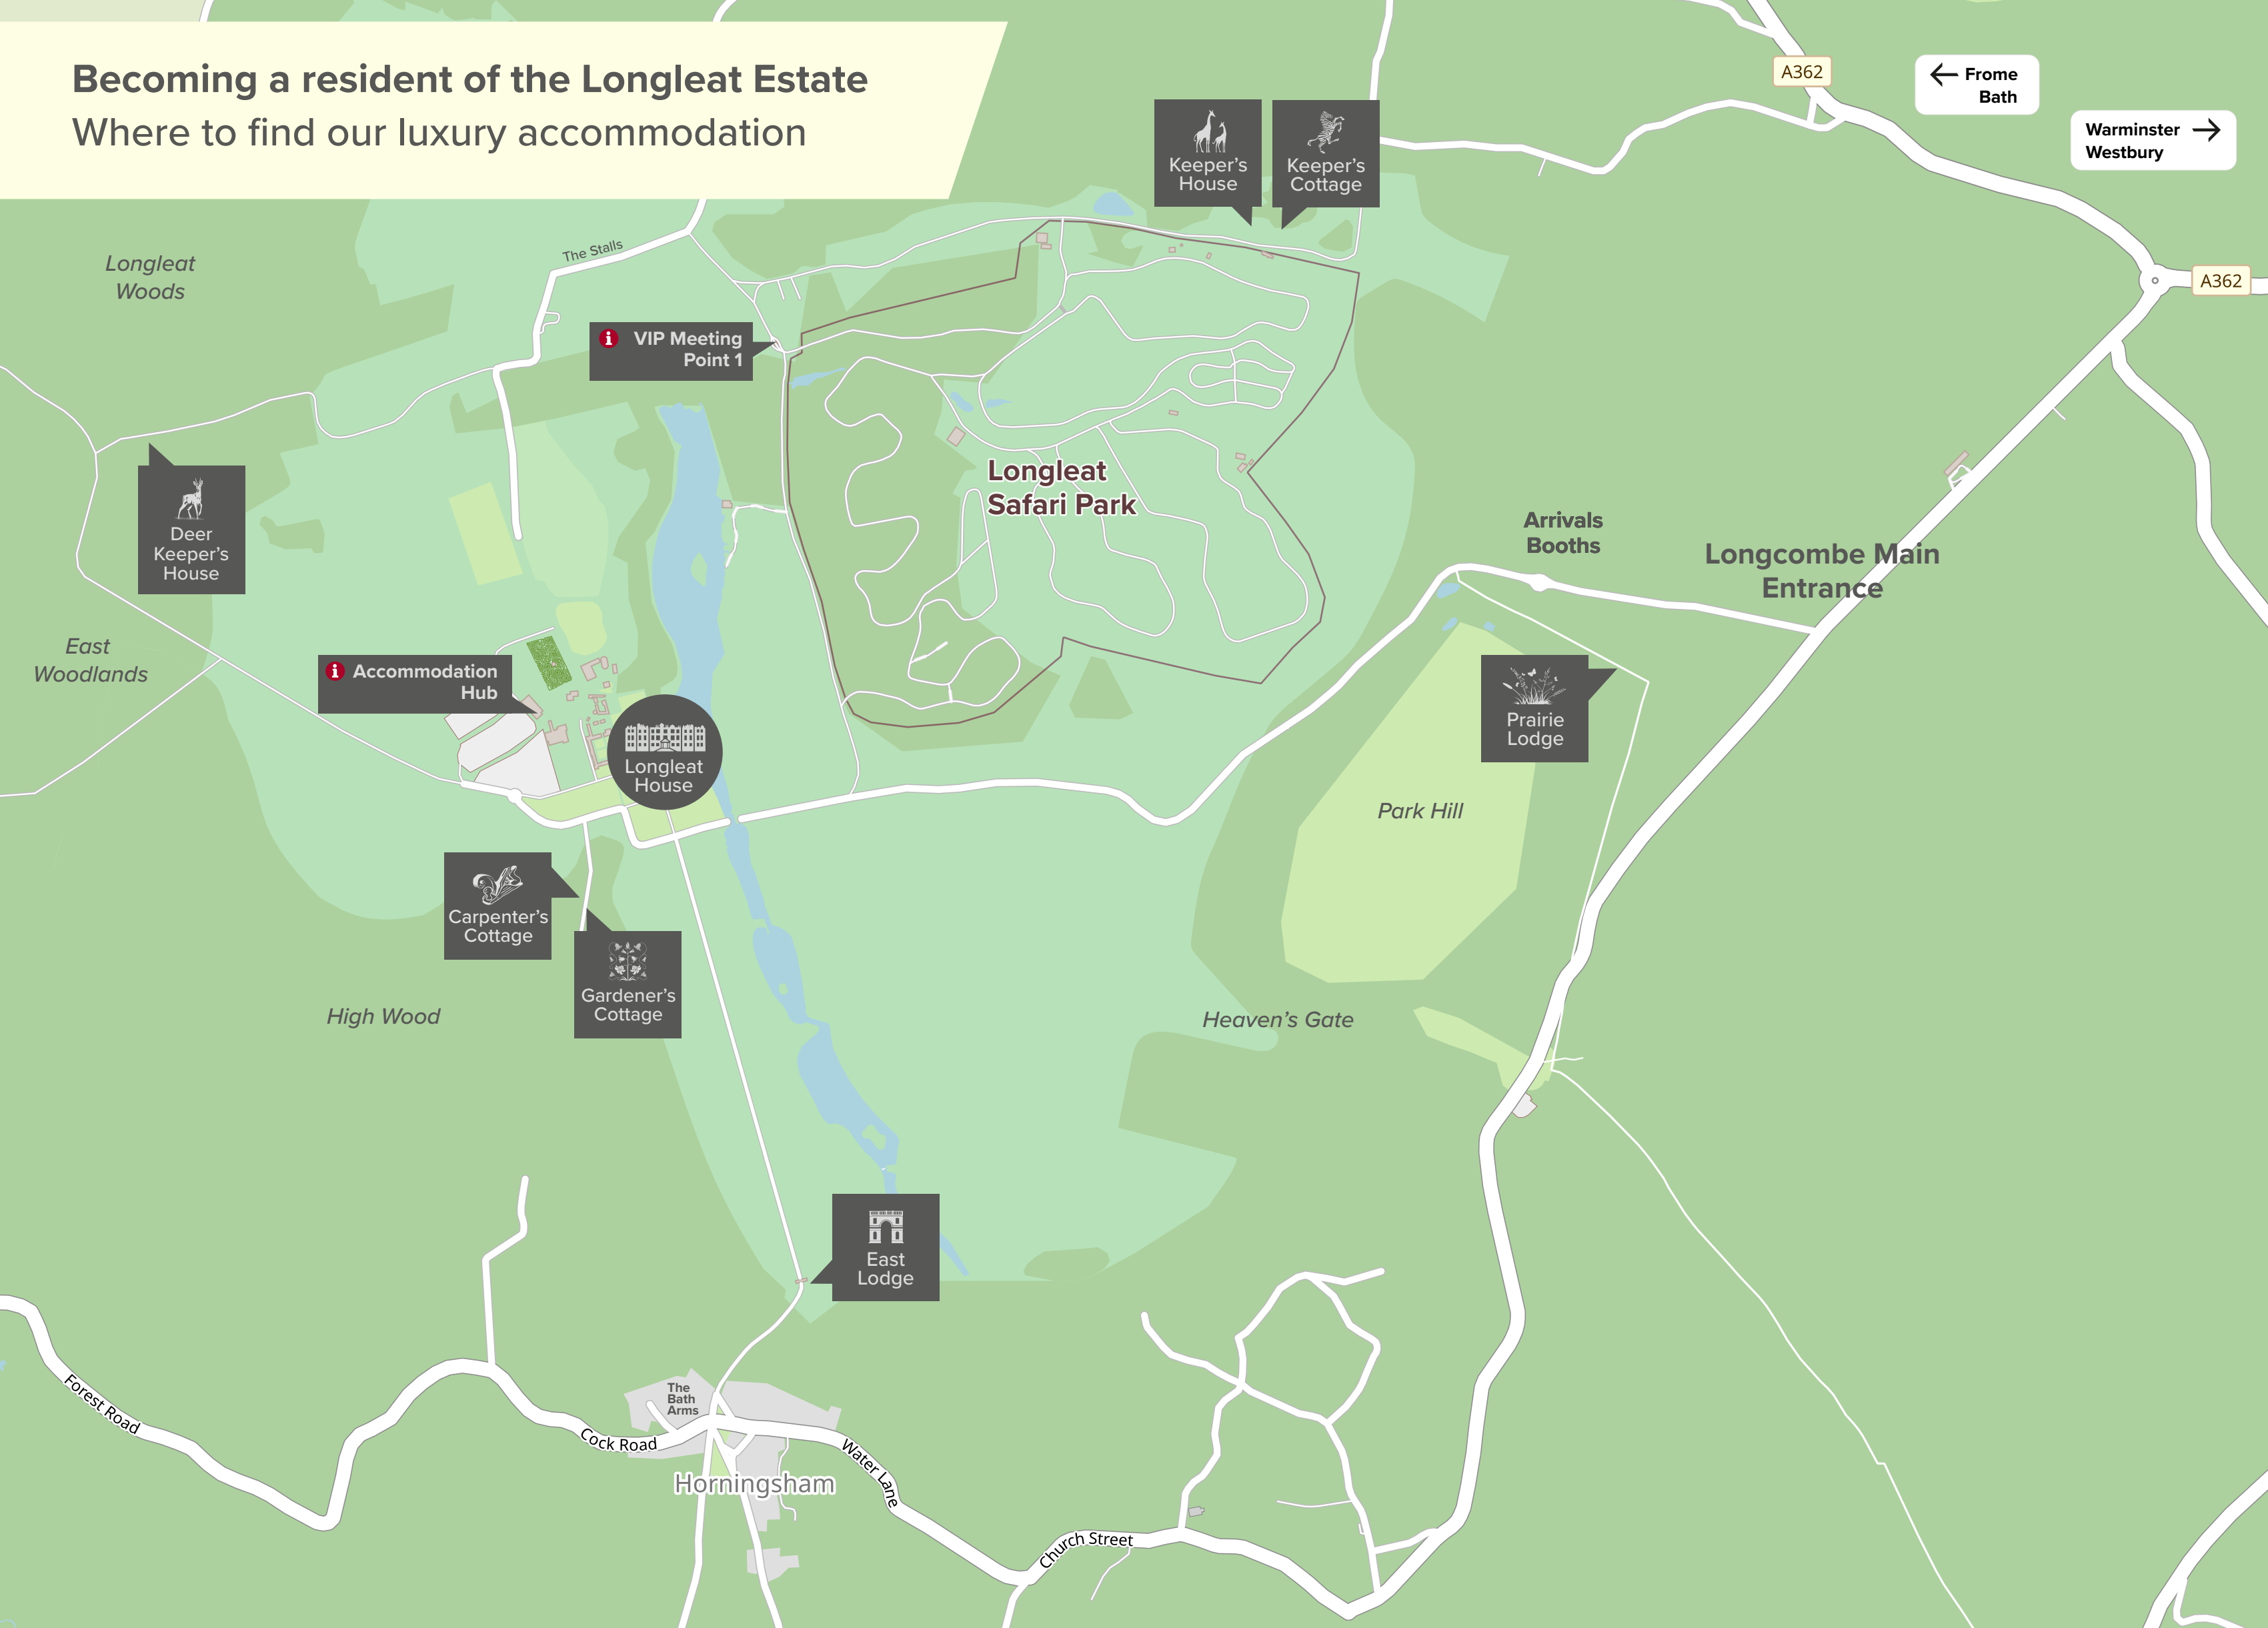 Becoming a resident of the Longleat Estate
Where to find our luxury accommodation
A362
Frome
Bath
Warminster
Westbury
A362
Keeper's
House
Keeper's
Cottage
Longleat
Woods
The Stalls
VIP Meeting
Point 1
Deer
Keeper's
House
Longleat
Safari Park
Arrivals
Booths
Longcombe Main
Entrance
East
Woodlands
Accommodation
Hub
Longleat
House
Prairie
Lodge
Park Hill
Carpenter's
Cottage
Gardener's
Cottage
High Wood
Heaven's Gate
East
Lodge
Forest Road
The
Bath
Arms
Cock Road
Water Lane
Horningsham
Church Street